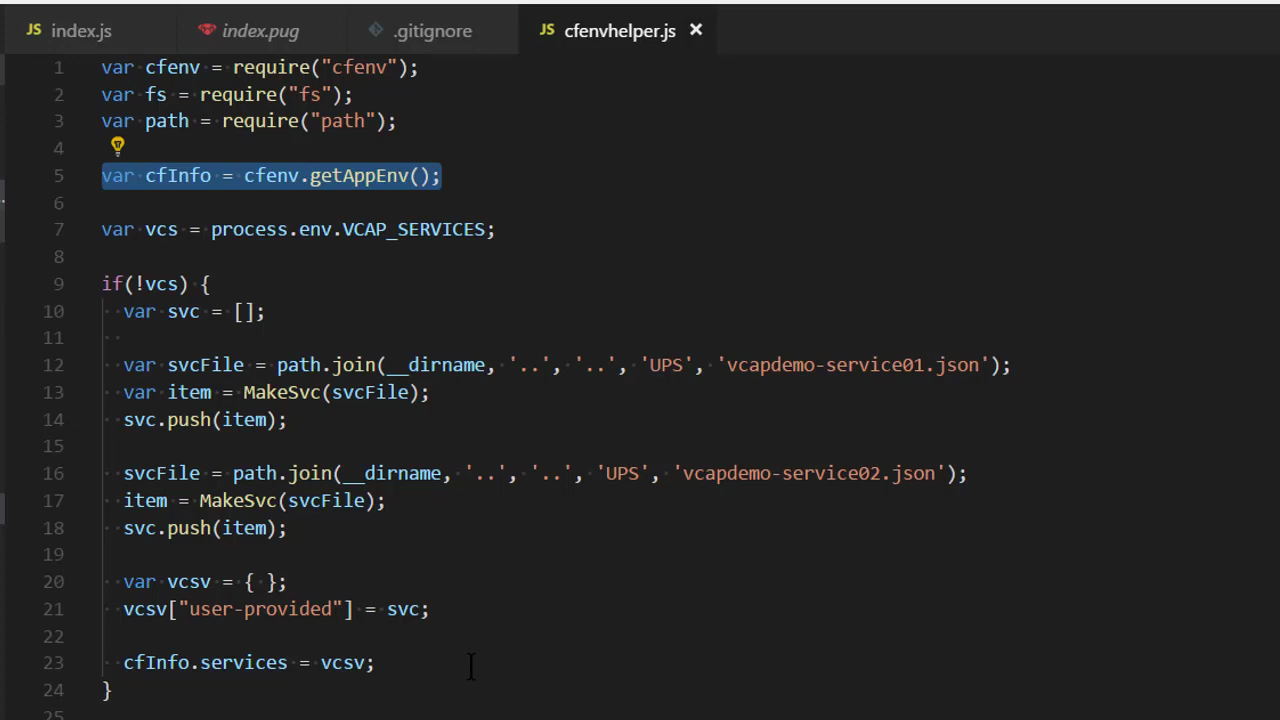 JS index.js index.pug .gitignore JS cfenvhelper.js ×
1 var cfenv = require("cfenv");
2 var fs = require("fs");
3 var path = require("path");
4
5 var cfInfo = cfenv.getAppEnv();
6
7 var vcs = process.env.VCAP_SERVICES;
8
9 if(!vcs) {
10 var svc = [];
11
12 var svcFile = path.join(__dirname, '..', '..', 'UPS', 'vcapdemo-service01.json');
13 var item = MakeSvc(svcFile);
14 svc.push(item);
15
16 svcFile = path.join(__dirname, '..', '..', 'UPS', 'vcapdemo-service02.json');
17 item = MakeSvc(svcFile);
18 svc.push(item);
19
20 var vcsv = { };
21 vcsv["user-provided"] = svc;
22
23 cfInfo.services = vcsv;
24 }
25